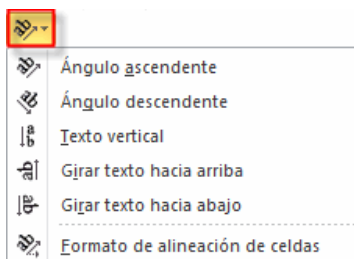 Ángulo ascendente
Ángulo descendente
Texto vertical
Girar texto hacia arriba
Girar texto hacia abajo
Formato de alineación de celdas